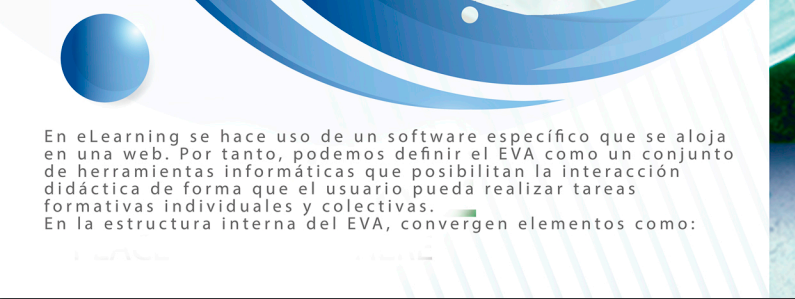 En eLearning se hace uso de un software específico que se aloja
en una web. Por tanto, podemos definir el EVA como un conjunto
de herramientas informáticas que posibilitan la interacción
didáctica de forma que el usuario pueda realizar tareas
formativas individuales y colectivas.
En la estructura interna del EVA, convergen elementos como: